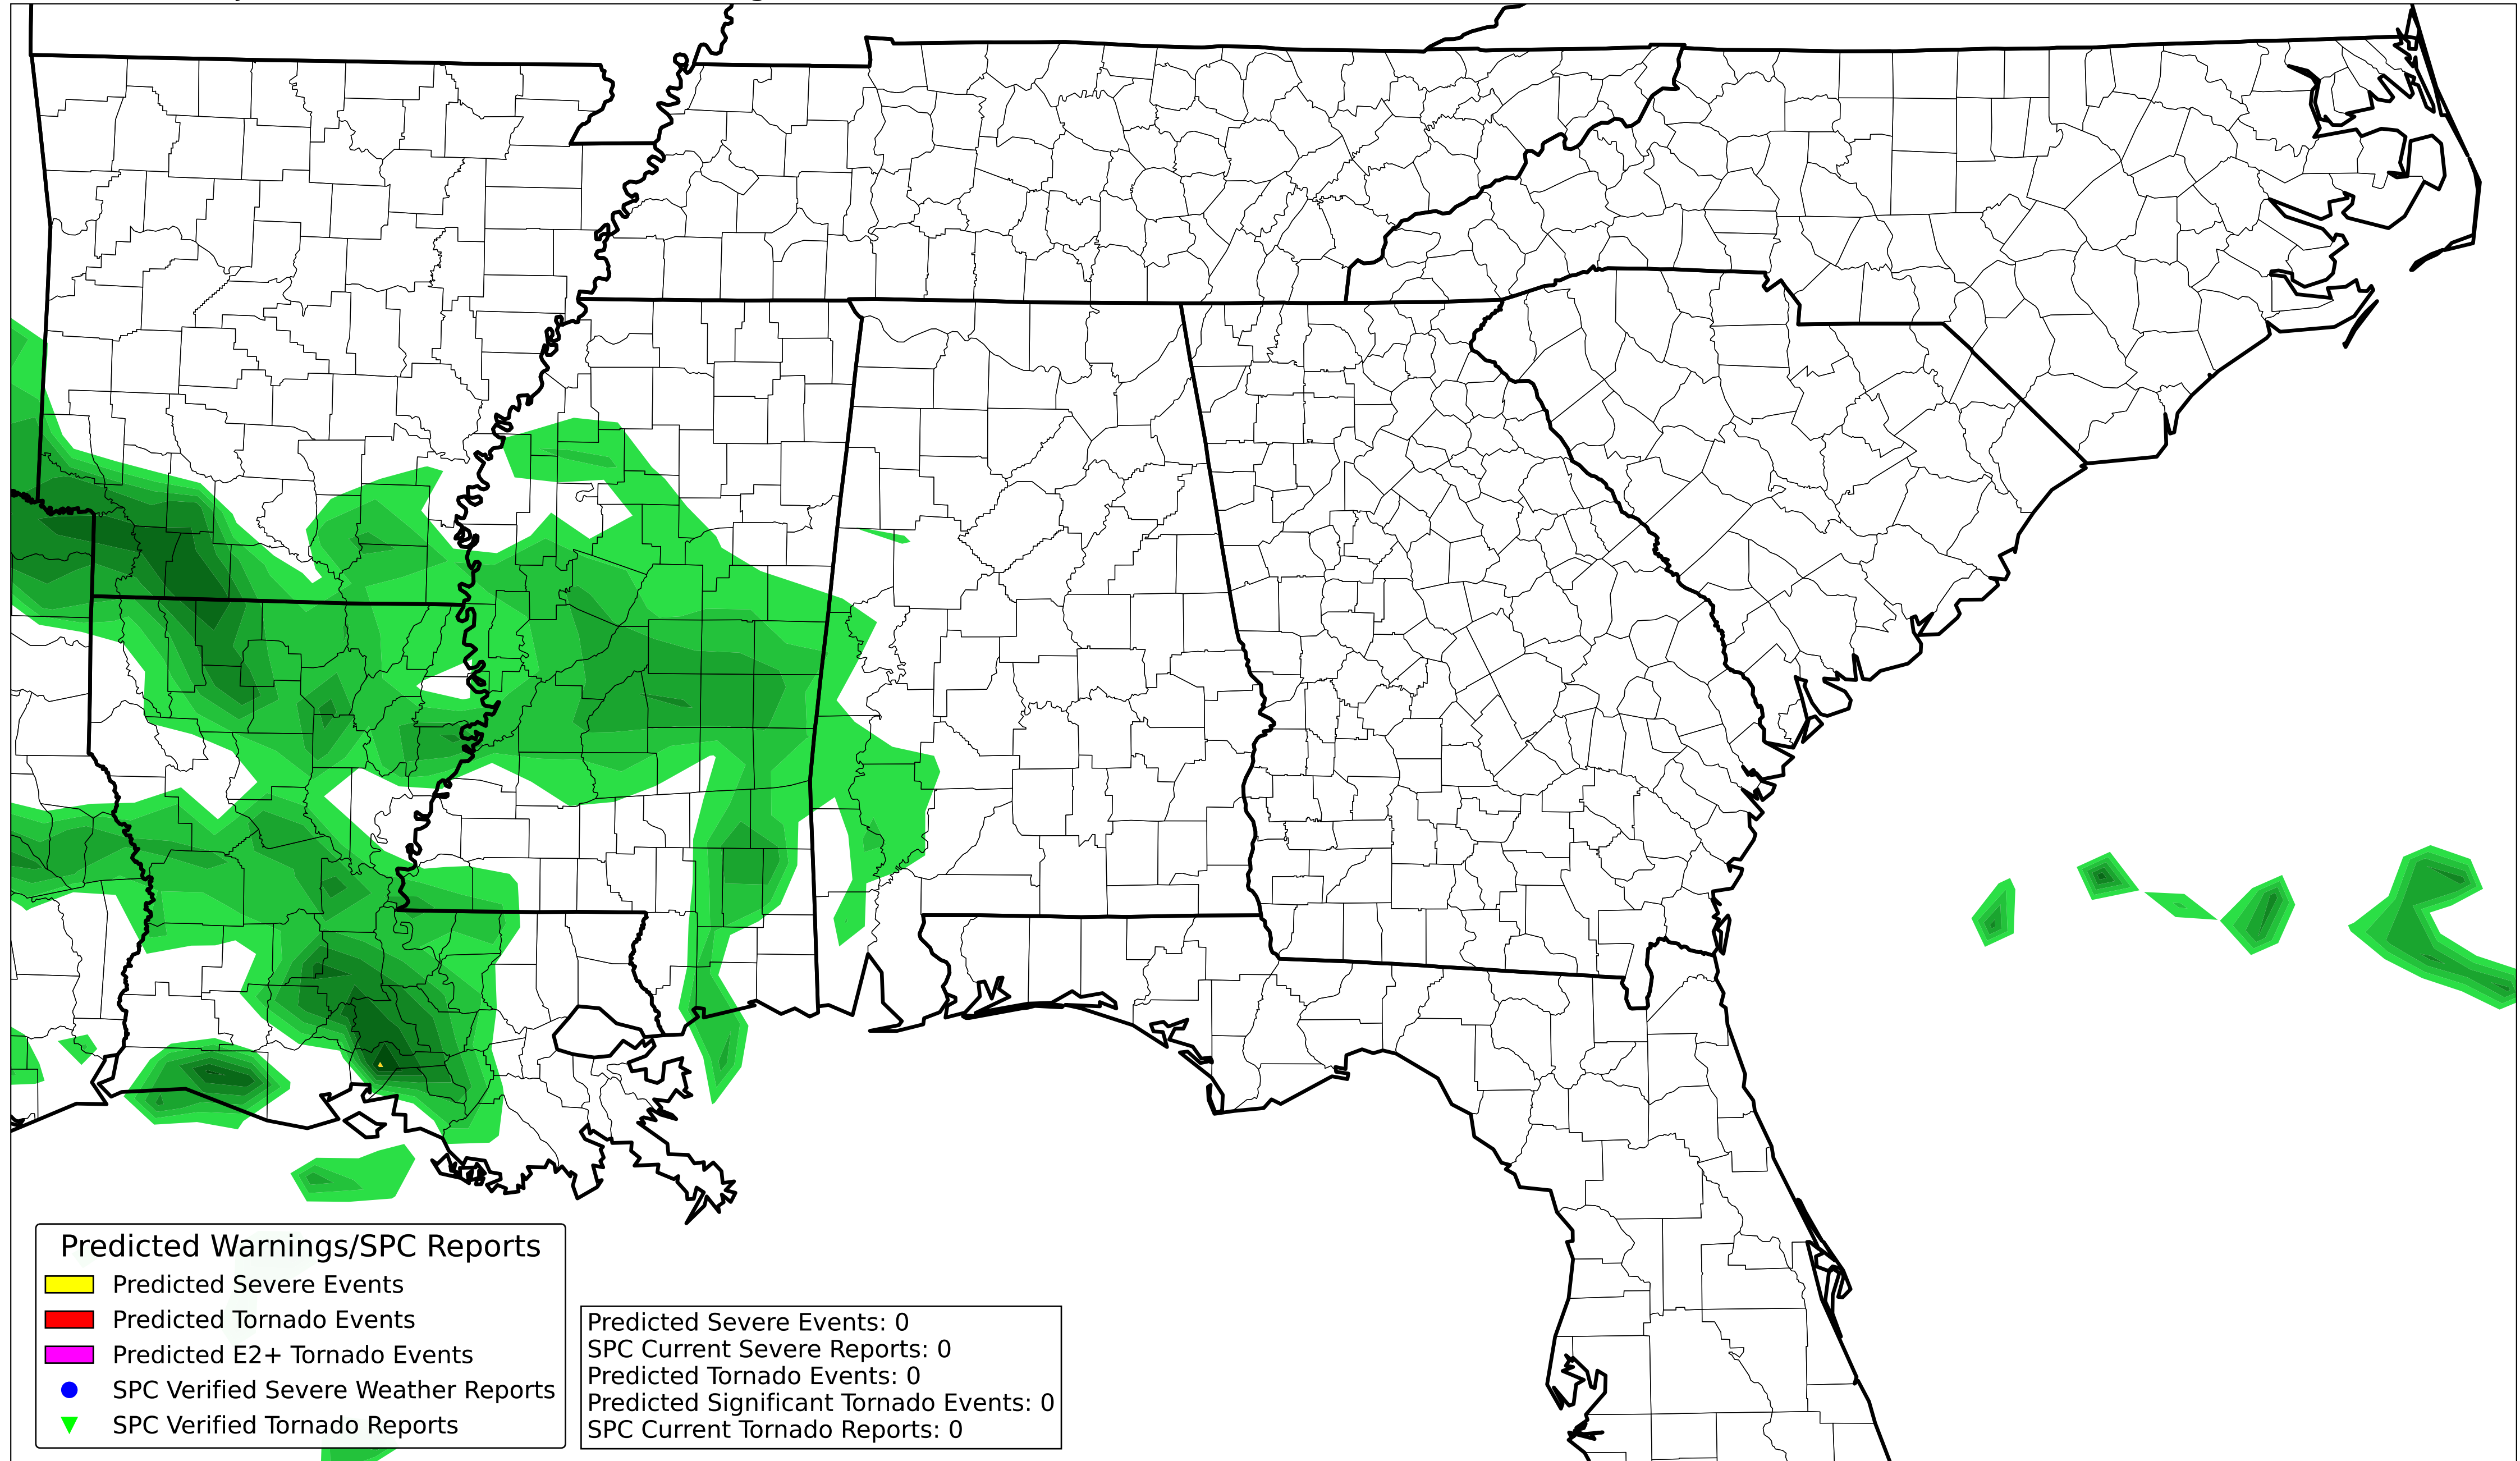 Predicted Warnings/SPC Reports
Predicted Severe Events
Predicted Tornado Events
Predicted E2+ Tornado Events
SPC Verified Severe Weather Reports
SPC Verified Tornado Reports
Predicted Severe Events: 0
SPC Current Severe Reports: 0
Predicted Tornado Events: 0
Predicted Significant Tornado Events: 0
SPC Current Tornado Reports: 0